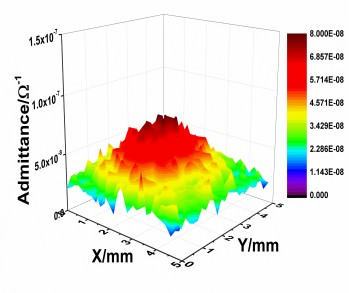 1.5x10⁻⁷
1.0x10⁻⁷
5.0x10⁻⁸
0.0
Admittance/Ω⁻¹
1
2
3
4
5
X/mm
0
1
2
3
4
5
Y/mm
8.000E-08
6.857E-08
5.714E-08
4.571E-08
3.429E-08
2.286E-08
1.143E-08
0.000